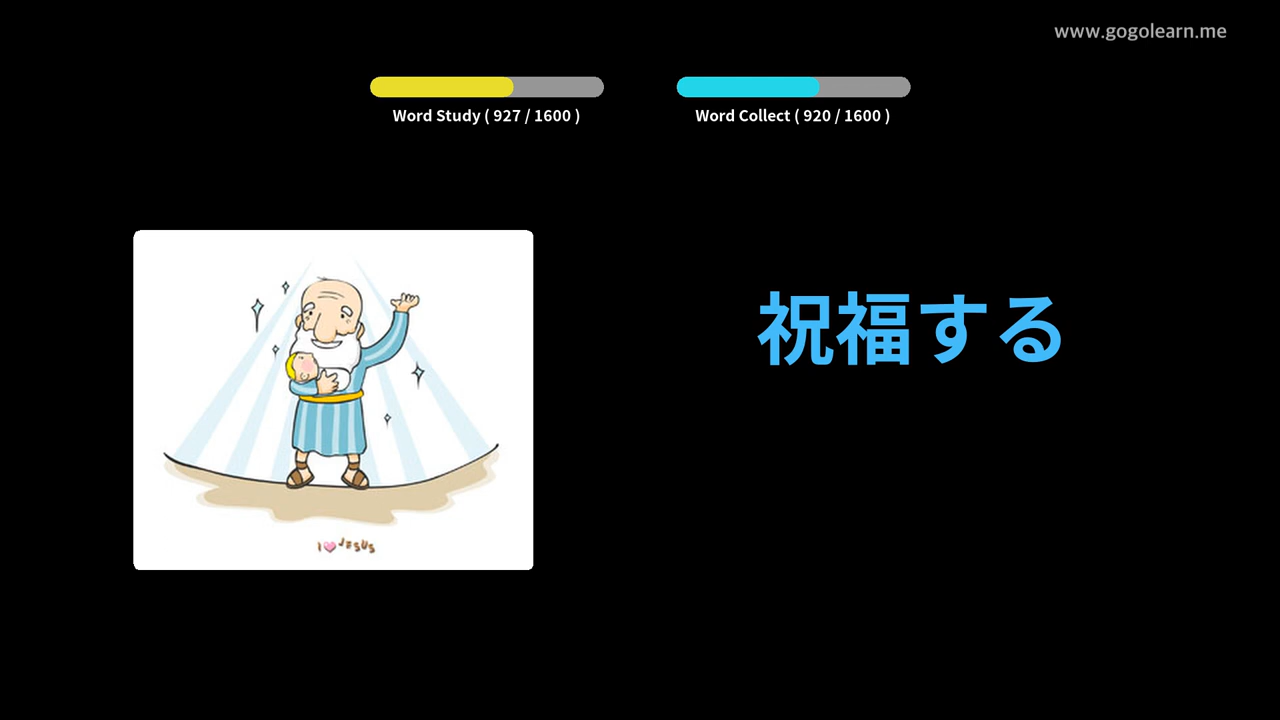 www.gogolearn.me
Word Study ( 927 / 1600 )
Word Collect ( 920 / 1600 )
祝福する
I JESUS